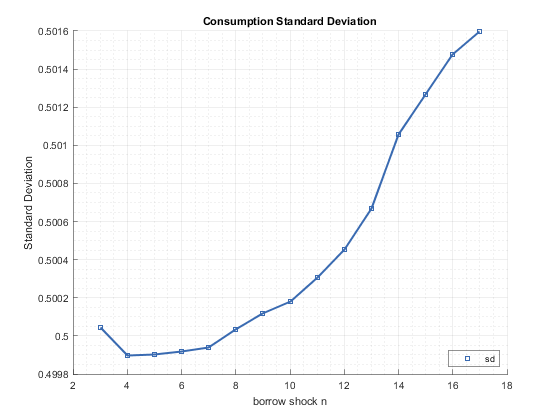 Consumption Standard Deviation
0.5016
0.5014
0.5012
0.501
0.5008
0.5006
0.5004
0.5002
0.5
0.4998
Standard Deviation
2 4 6 8 10 12 14 16 18
borrow shock n
sd